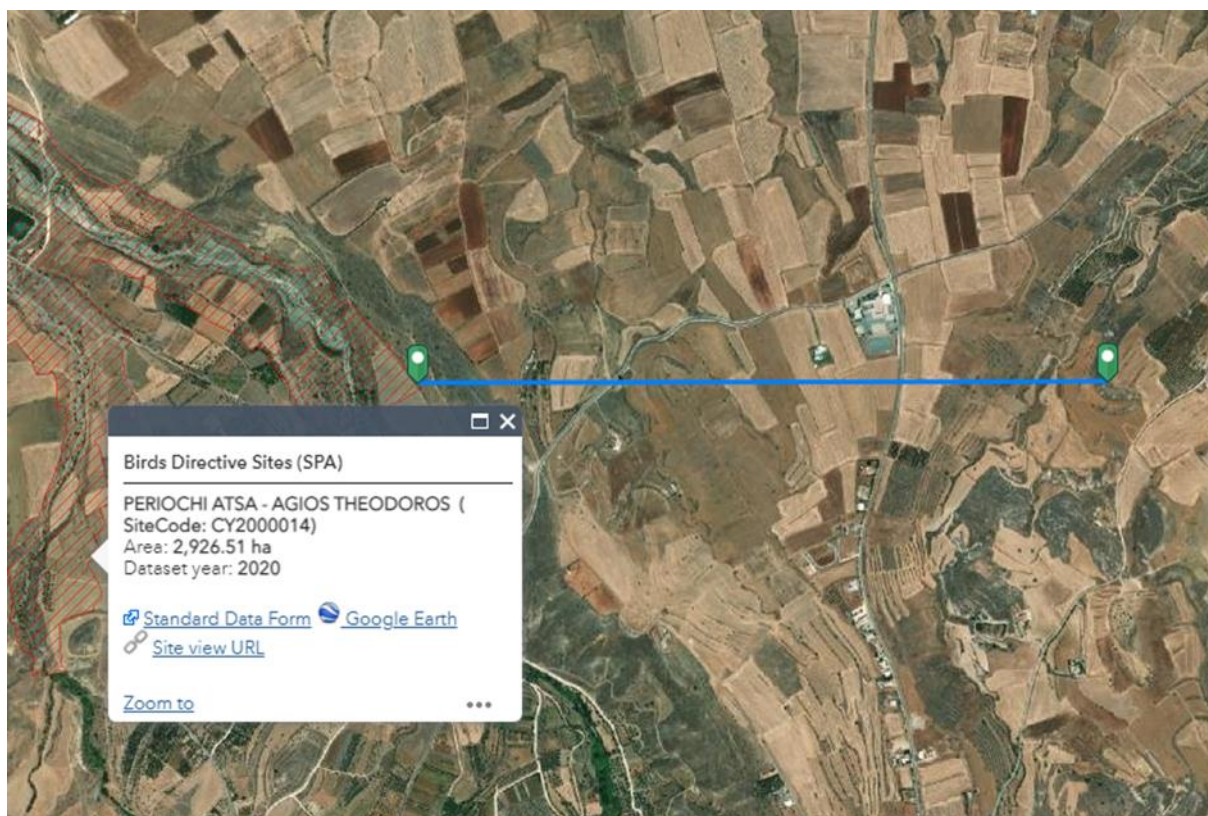 Birds Directive Sites (SPA)
PERIOCHI ATSA - AGIOS THEODOROS (
SiteCode: CY2000014)
Area: 2,926.51 ha
Dataset year: 2020
Standard Data Form Google Earth
Site view URL
Zoom to